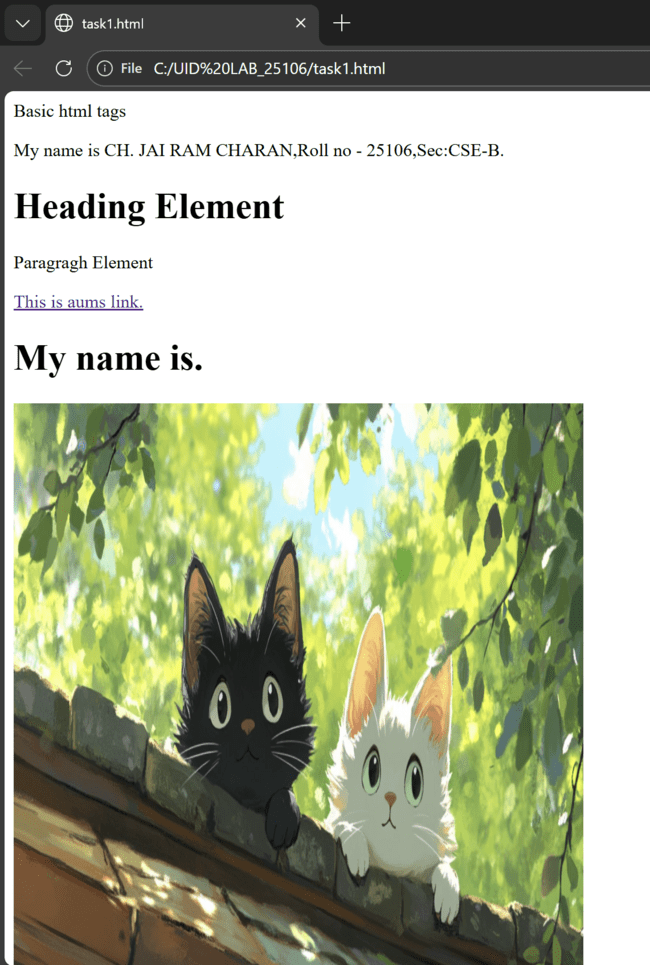 task1.html
File C:/UID%20LAB_25106/task1.html
Basic html tags
My name is CH. JAI RAM CHARAN,Roll no - 25106,Sec:CSE-B.
Heading Element
Paragragh Element
This is aums link.
My name is.